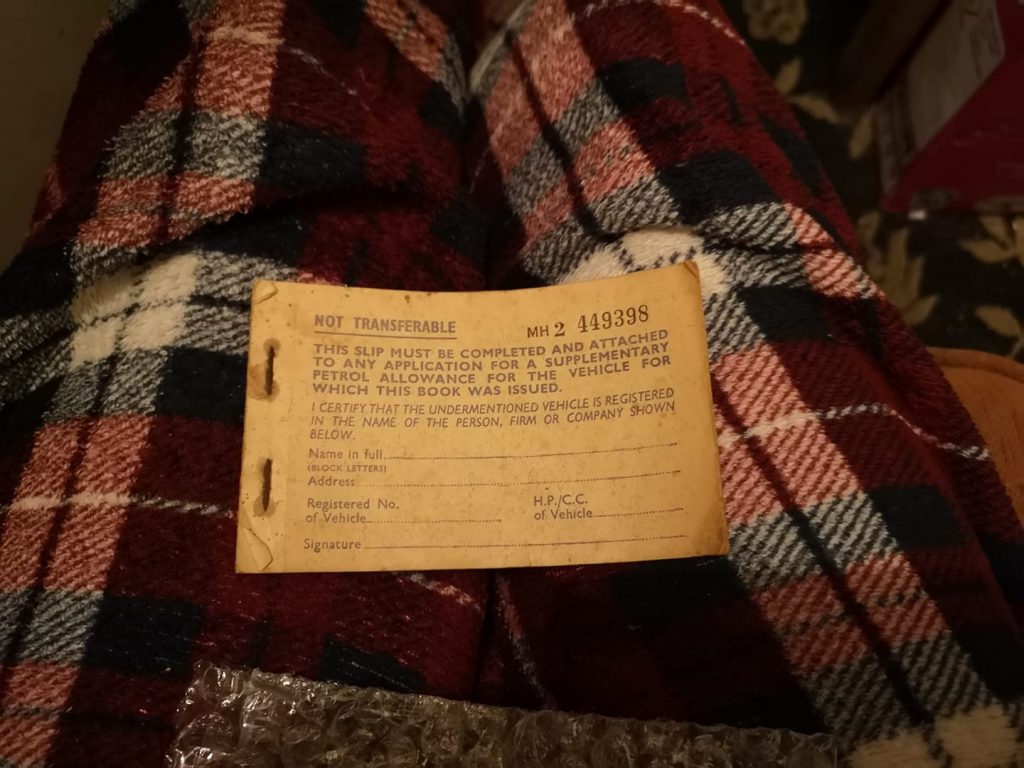 NOT TRANSFERABLE
MH 2 449398
THIS SLIP MUST BE COMPLETED AND ATTACHED
TO ANY APPLICATION FOR A SUPPLEMENTARY
PETROL ALLOWANCE FOR THE VEHICLE FOR
WHICH THIS BOOK WAS ISSUED.
I CERTIFY THAT THE UNDERMENTIONED VEHICLE IS REGISTERED
IN THE NAME OF THE PERSON, FIRM OR COMPANY SHOWN
BELOW.
Name in full
(BLOCK LETTERS)
Address
Registered No.
of Vehicle
H.P./C.C.
of Vehicle
Signature